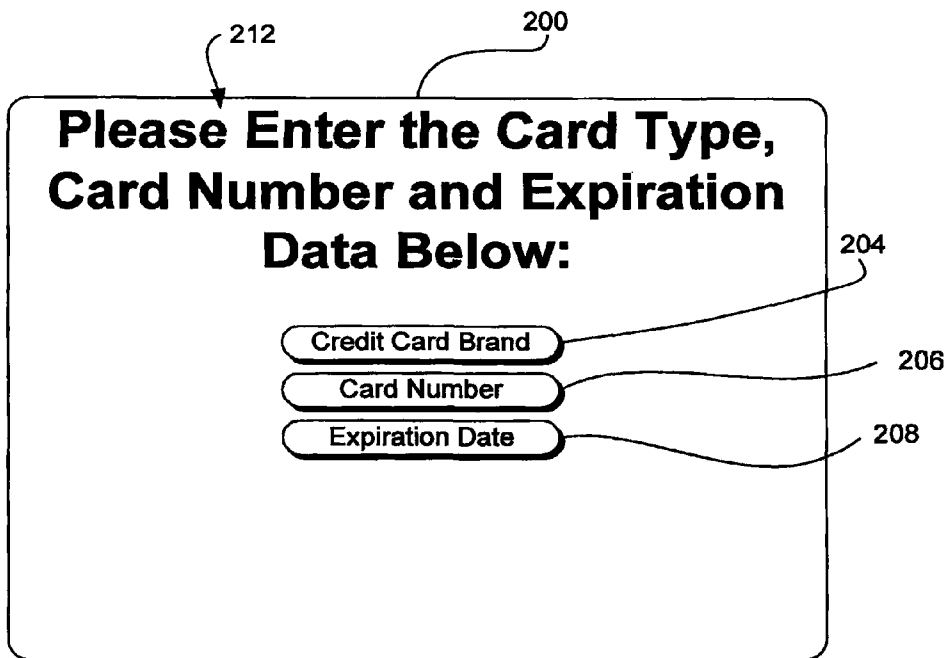 212
200
Please Enter the Card Type,
Card Number and Expiration
Data Below:
204
Credit Card Brand
206
Card Number
Expiration Date
208